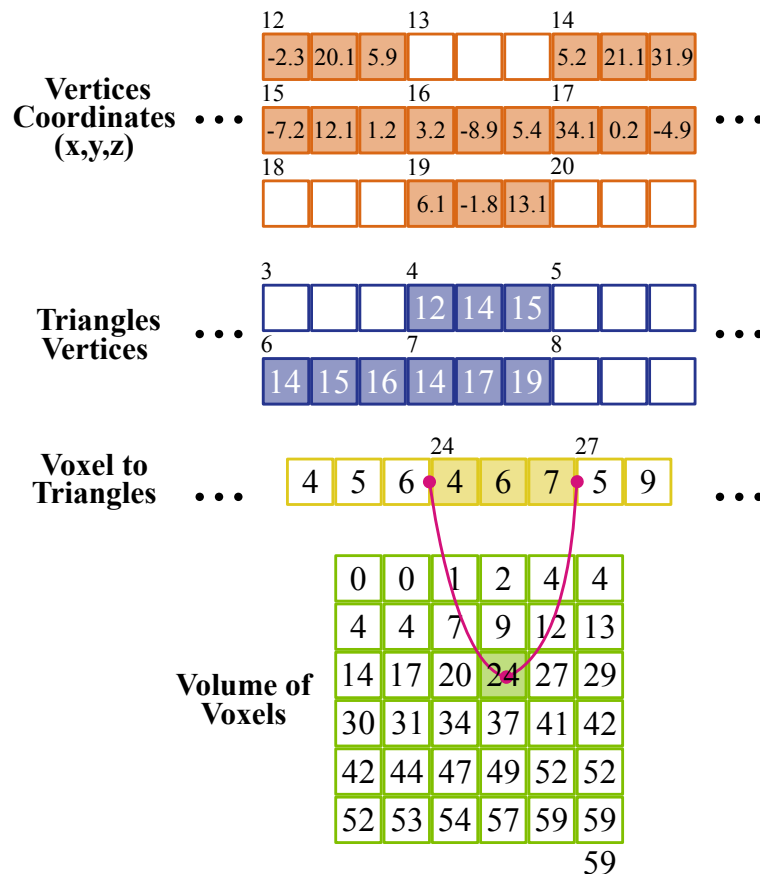 12 13 14
-2.3 20.1 5.9 5.2 21.1 31.9
Vertices
Coordinates
(x,y,z)
15 16 17
-7.2 12.1 1.2 3.2 -8.9 5.4 34.1 0.2 -4.9
18 19 20
6.1 -1.8 13.1
3 4 5
12 14 15
Triangles
Vertices
6 7 8
14 15 16 14 17 19
24 27
Voxel to
Triangles
4 5 6 4 6 7 5 9
0 0 1 2 4 4
4 4 7 9 12 13
14 17 20 24 27 29
Volume of
Voxels
30 31 34 37 41 42
42 44 47 49 52 52
52 53 54 57 59 59
59